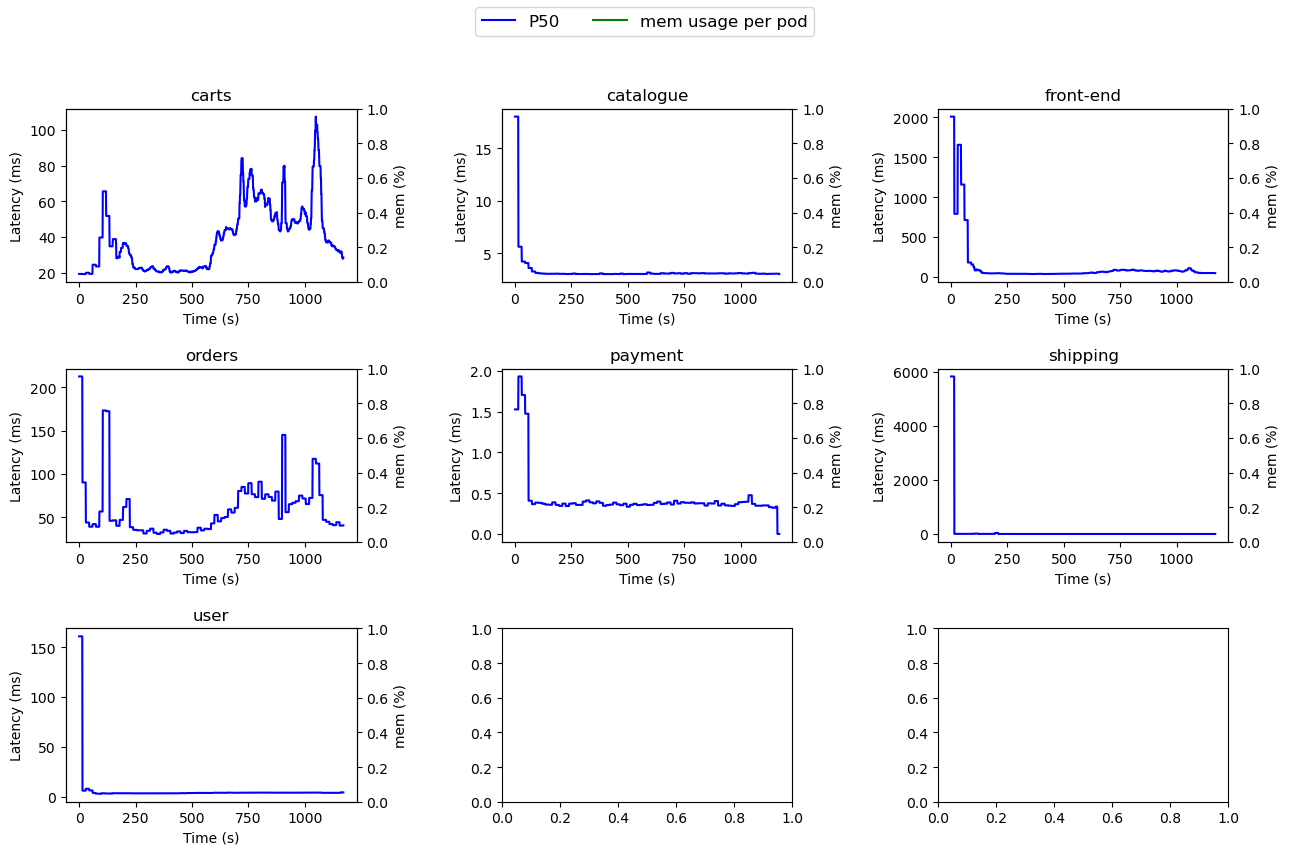 P50 mem usage per pod
carts catalogue front-end
100
80
60
40
20
Latency (ms)
1.0
0.8
0.6
0.4
0.2
0.0
mem (%)
0 250 500 750 1000
Time (s)
15
10
5
Latency (ms)
1.0
0.8
0.6
0.4
0.2
0.0
mem (%)
0 250 500 750 1000
Time (s)
2000
1500
1000
500
0
Latency (ms)
1.0
0.8
0.6
0.4
0.2
0.0
mem (%)
0 250 500 750 1000
Time (s)
orders payment shipping
200
150
100
50
Latency (ms)
1.0
0.8
0.6
0.4
0.2
0.0
mem (%)
0 250 500 750 1000
Time (s)
2.0
1.5
1.0
0.5
0.0
Latency (ms)
1.0
0.8
0.6
0.4
0.2
0.0
mem (%)
0 250 500 750 1000
Time (s)
6000
4000
2000
0
Latency (ms)
1.0
0.8
0.6
0.4
0.2
0.0
mem (%)
0 250 500 750 1000
Time (s)
user
150
100
50
0
Latency (ms)
1.0
0.8
0.6
0.4
0.2
0.0
mem (%)
0 250 500 750 1000
Time (s)
1.0
0.8
0.6
0.4
0.2
0.0
0.0 0.2 0.4 0.6 0.8 1.0
1.0
0.8
0.6
0.4
0.2
0.0
0.0 0.2 0.4 0.6 0.8 1.0